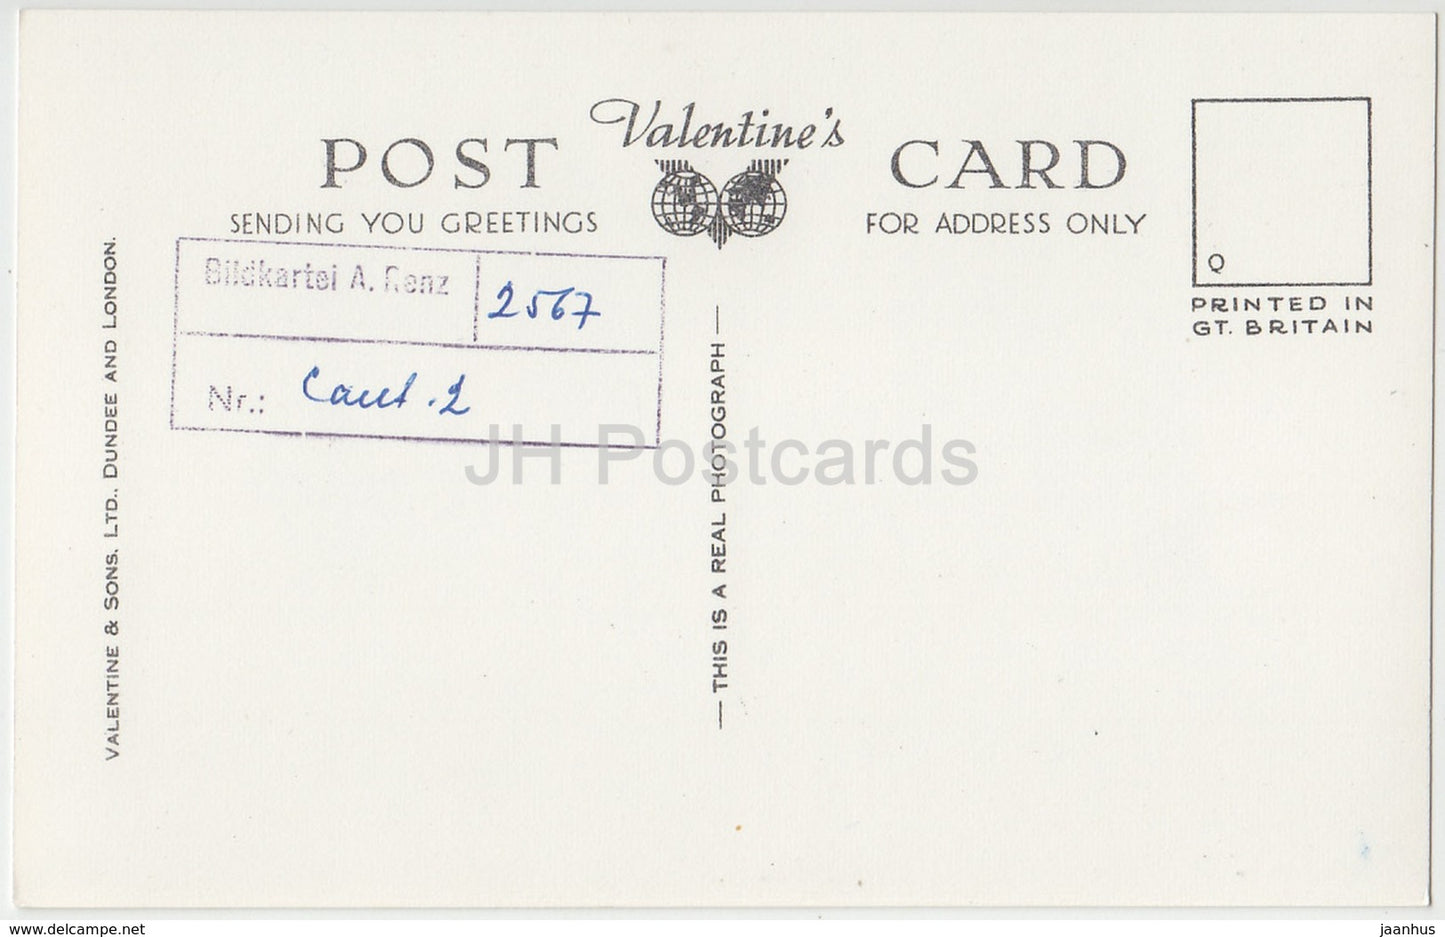 Valentine's
POST CARD
SENDING YOU GREETINGS
FOR ADDRESS ONLY
Q
PRINTED IN
GT. BRITAIN
Bildkartei A. Renz
2567
Nr.: Caut. 2
VALENTINE & SONS. LTD., DUNDEE AND LONDON.
— THIS IS A REAL PHOTOGRAPH —
JH Postcards
www.delcampe.net
jaanhus